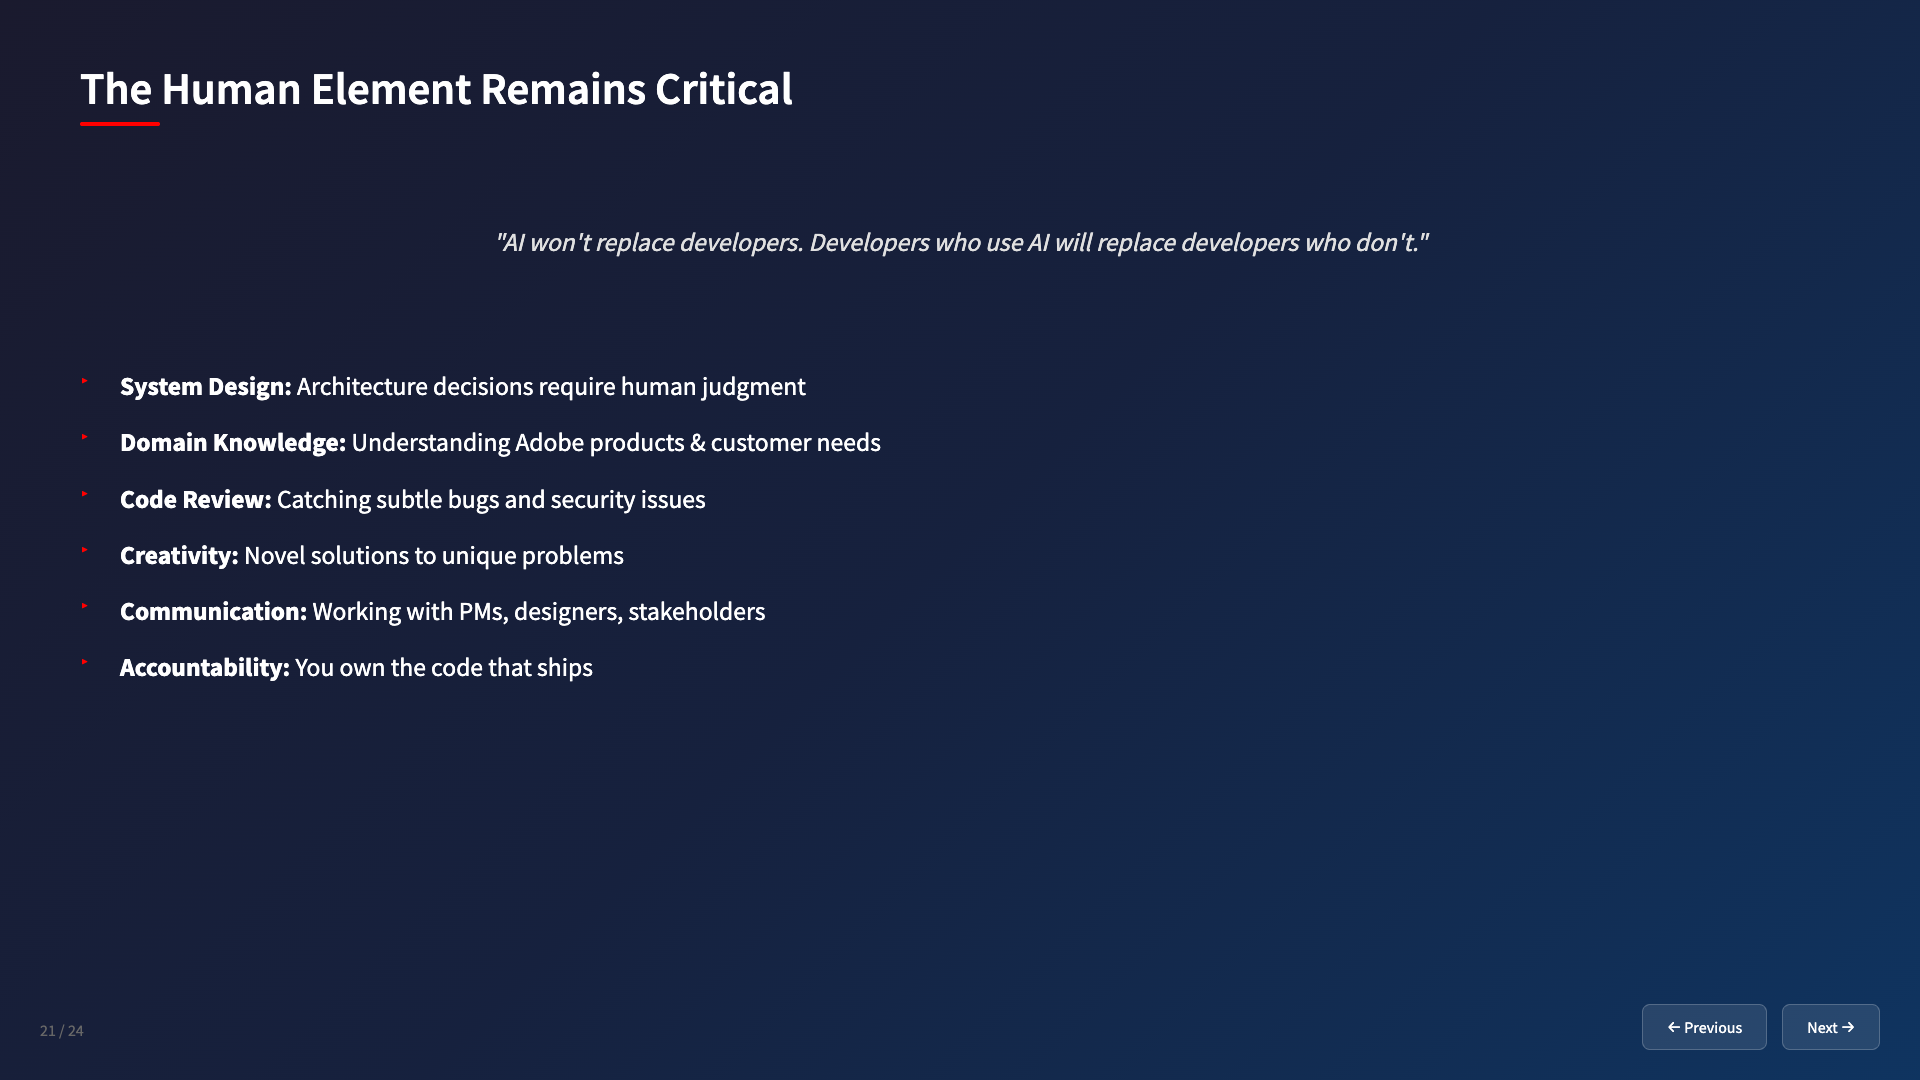 The Human Element Remains Critical
"AI won't replace developers. Developers who use AI will replace developers who don't."
System Design: Architecture decisions require human judgment
Domain Knowledge: Understanding Adobe products & customer needs
Code Review: Catching subtle bugs and security issues
Creativity: Novel solutions to unique problems
Communication: Working with PMs, designers, stakeholders
Accountability: You own the code that ships
21 / 24
← Previous
Next →